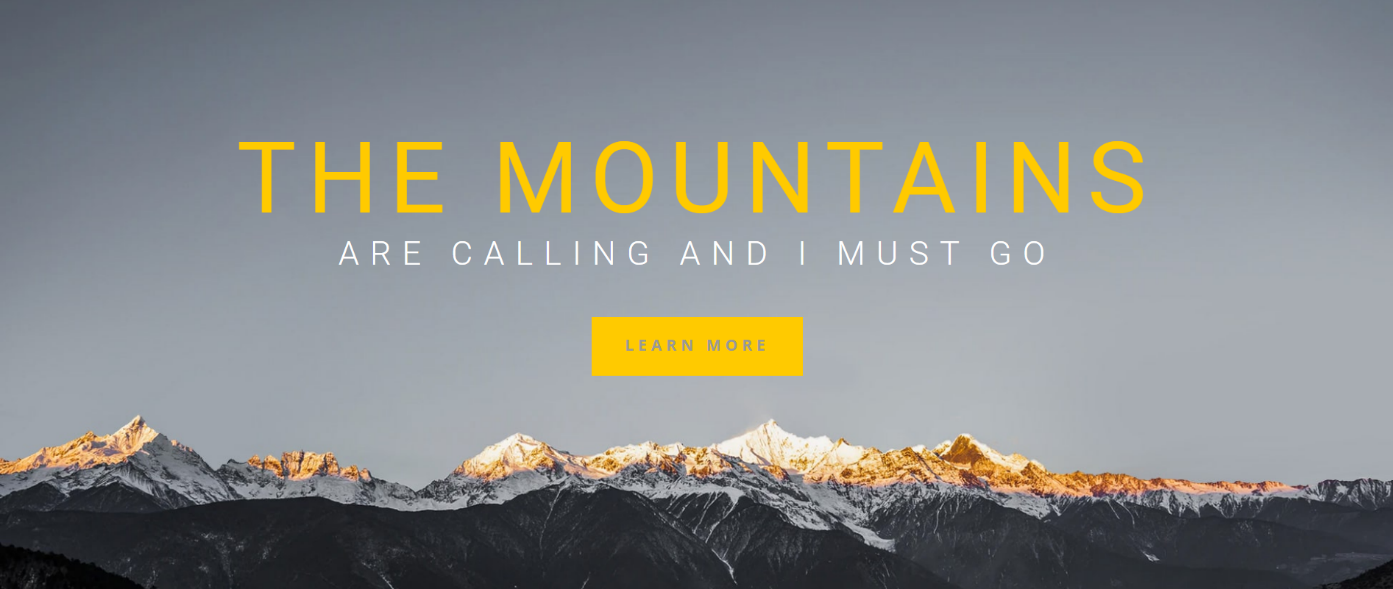 THE MOUNTAINS
ARE CALLING AND I MUST GO
LEARN MORE